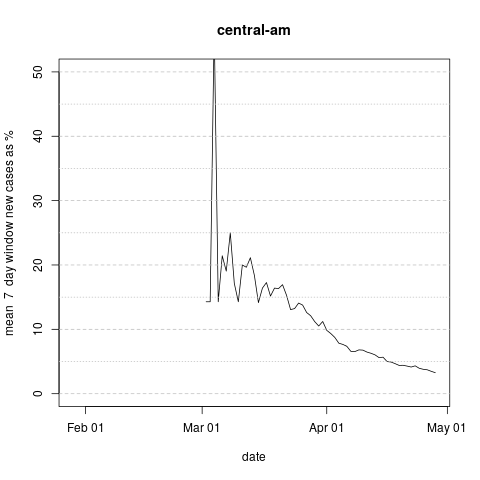 central-am
mean 7 day window new cases as %
50
40
30
20
10
0
Feb 01
Mar 01
Apr 01
May 01
date